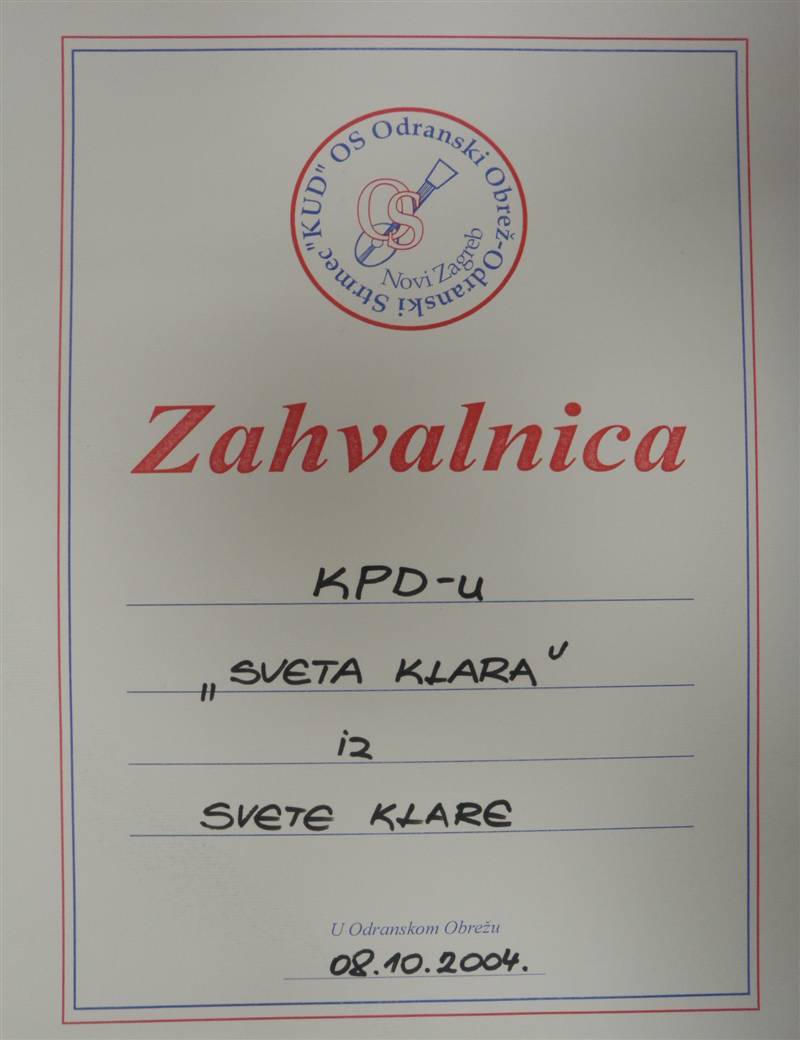 "KUD" OS Odranski Obrež-Odranski Strmec
OS
Novi Zagreb
Zahvalnica
KPD-u
„SVETA KLARA"
iz
SVETE KLARE
U Odranskom Obrežu
08.10.2004.